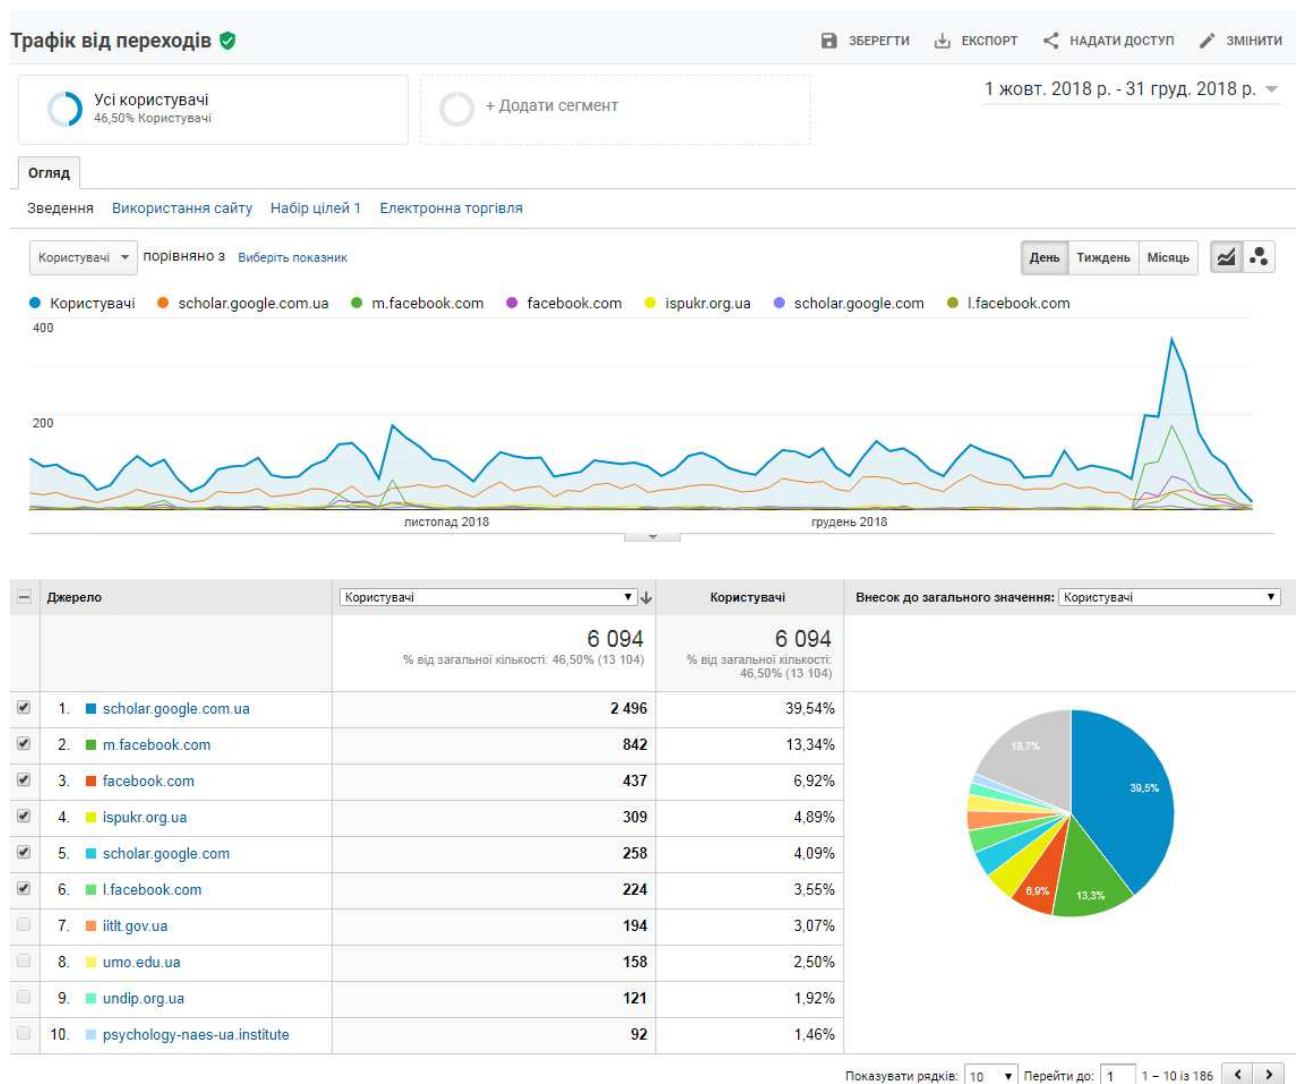 Трафік від переходів
ЗБЕРЕГТИ ЕКСПОРТ НАДАТИ ДОСТУП ЗМІНИТИ
Усі користувачі
46,50% Користувачі
+ Додати сегмент
1 жовт. 2018 р. - 31 груд. 2018 р.
Огляд
Зведення Використання сайту Набір цілей 1 Електронна торгівля
Користувачі порівняно з Виберіть показник
День Тиждень Місяць
Користувачі scholar.google.com.ua m.facebook.com facebook.com ispukr.org.ua scholar.google.com l.facebook.com
400
200
листопад 2018 грудень 2018
Джерело Користувачі Користувачі Внесок до загального значення: Користувачі
6 094 6 094
% від загальної кількості: 46,50% (13 104) % від загальної кількості:
46,50% (13 104)
1. scholar.google.com.ua 2 496 39,54%
2. m.facebook.com 842 13,34%
3. facebook.com 437 6,92%
4. ispukr.org.ua 309 4,89%
5. scholar.google.com 258 4,09%
6. l.facebook.com 224 3,55%
7. iitlt.gov.ua 194 3,07%
8. umo.edu.ua 158 2,50%
9. undip.org.ua 121 1,92%
10. psychology-naes-ua.institute 92 1,46%
18,7%
39,5%
6,9%
13,3%
Показувати рядків: 10 Перейти до: 1 1 – 10 із 186